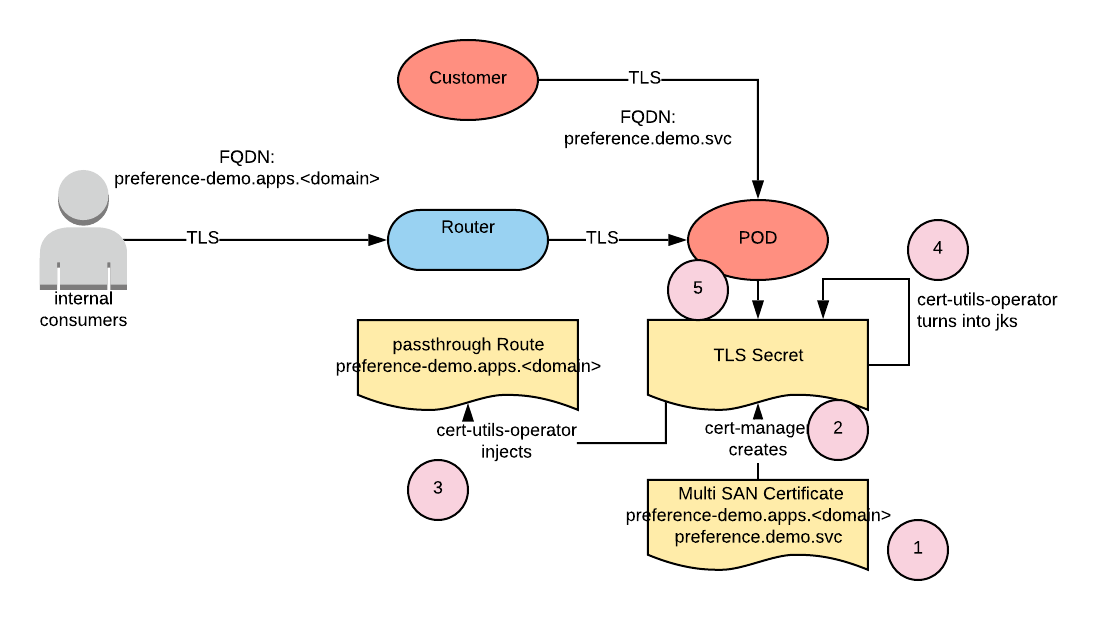 Customer
TLS
FQDN:
preference.demo.svc
FQDN:
preference-demo.apps.<domain>
TLS
Router
TLS
POD
4
internal
consumers
5
cert-utils-operator
turns into jks
passthrough Route
preference-demo.apps.<domain>
TLS Secret
cert-utils-operator
injects
cert-manage
creates
2
3
Multi SAN Certificate
preference-demo.apps.<domain>
preference.demo.svc
1